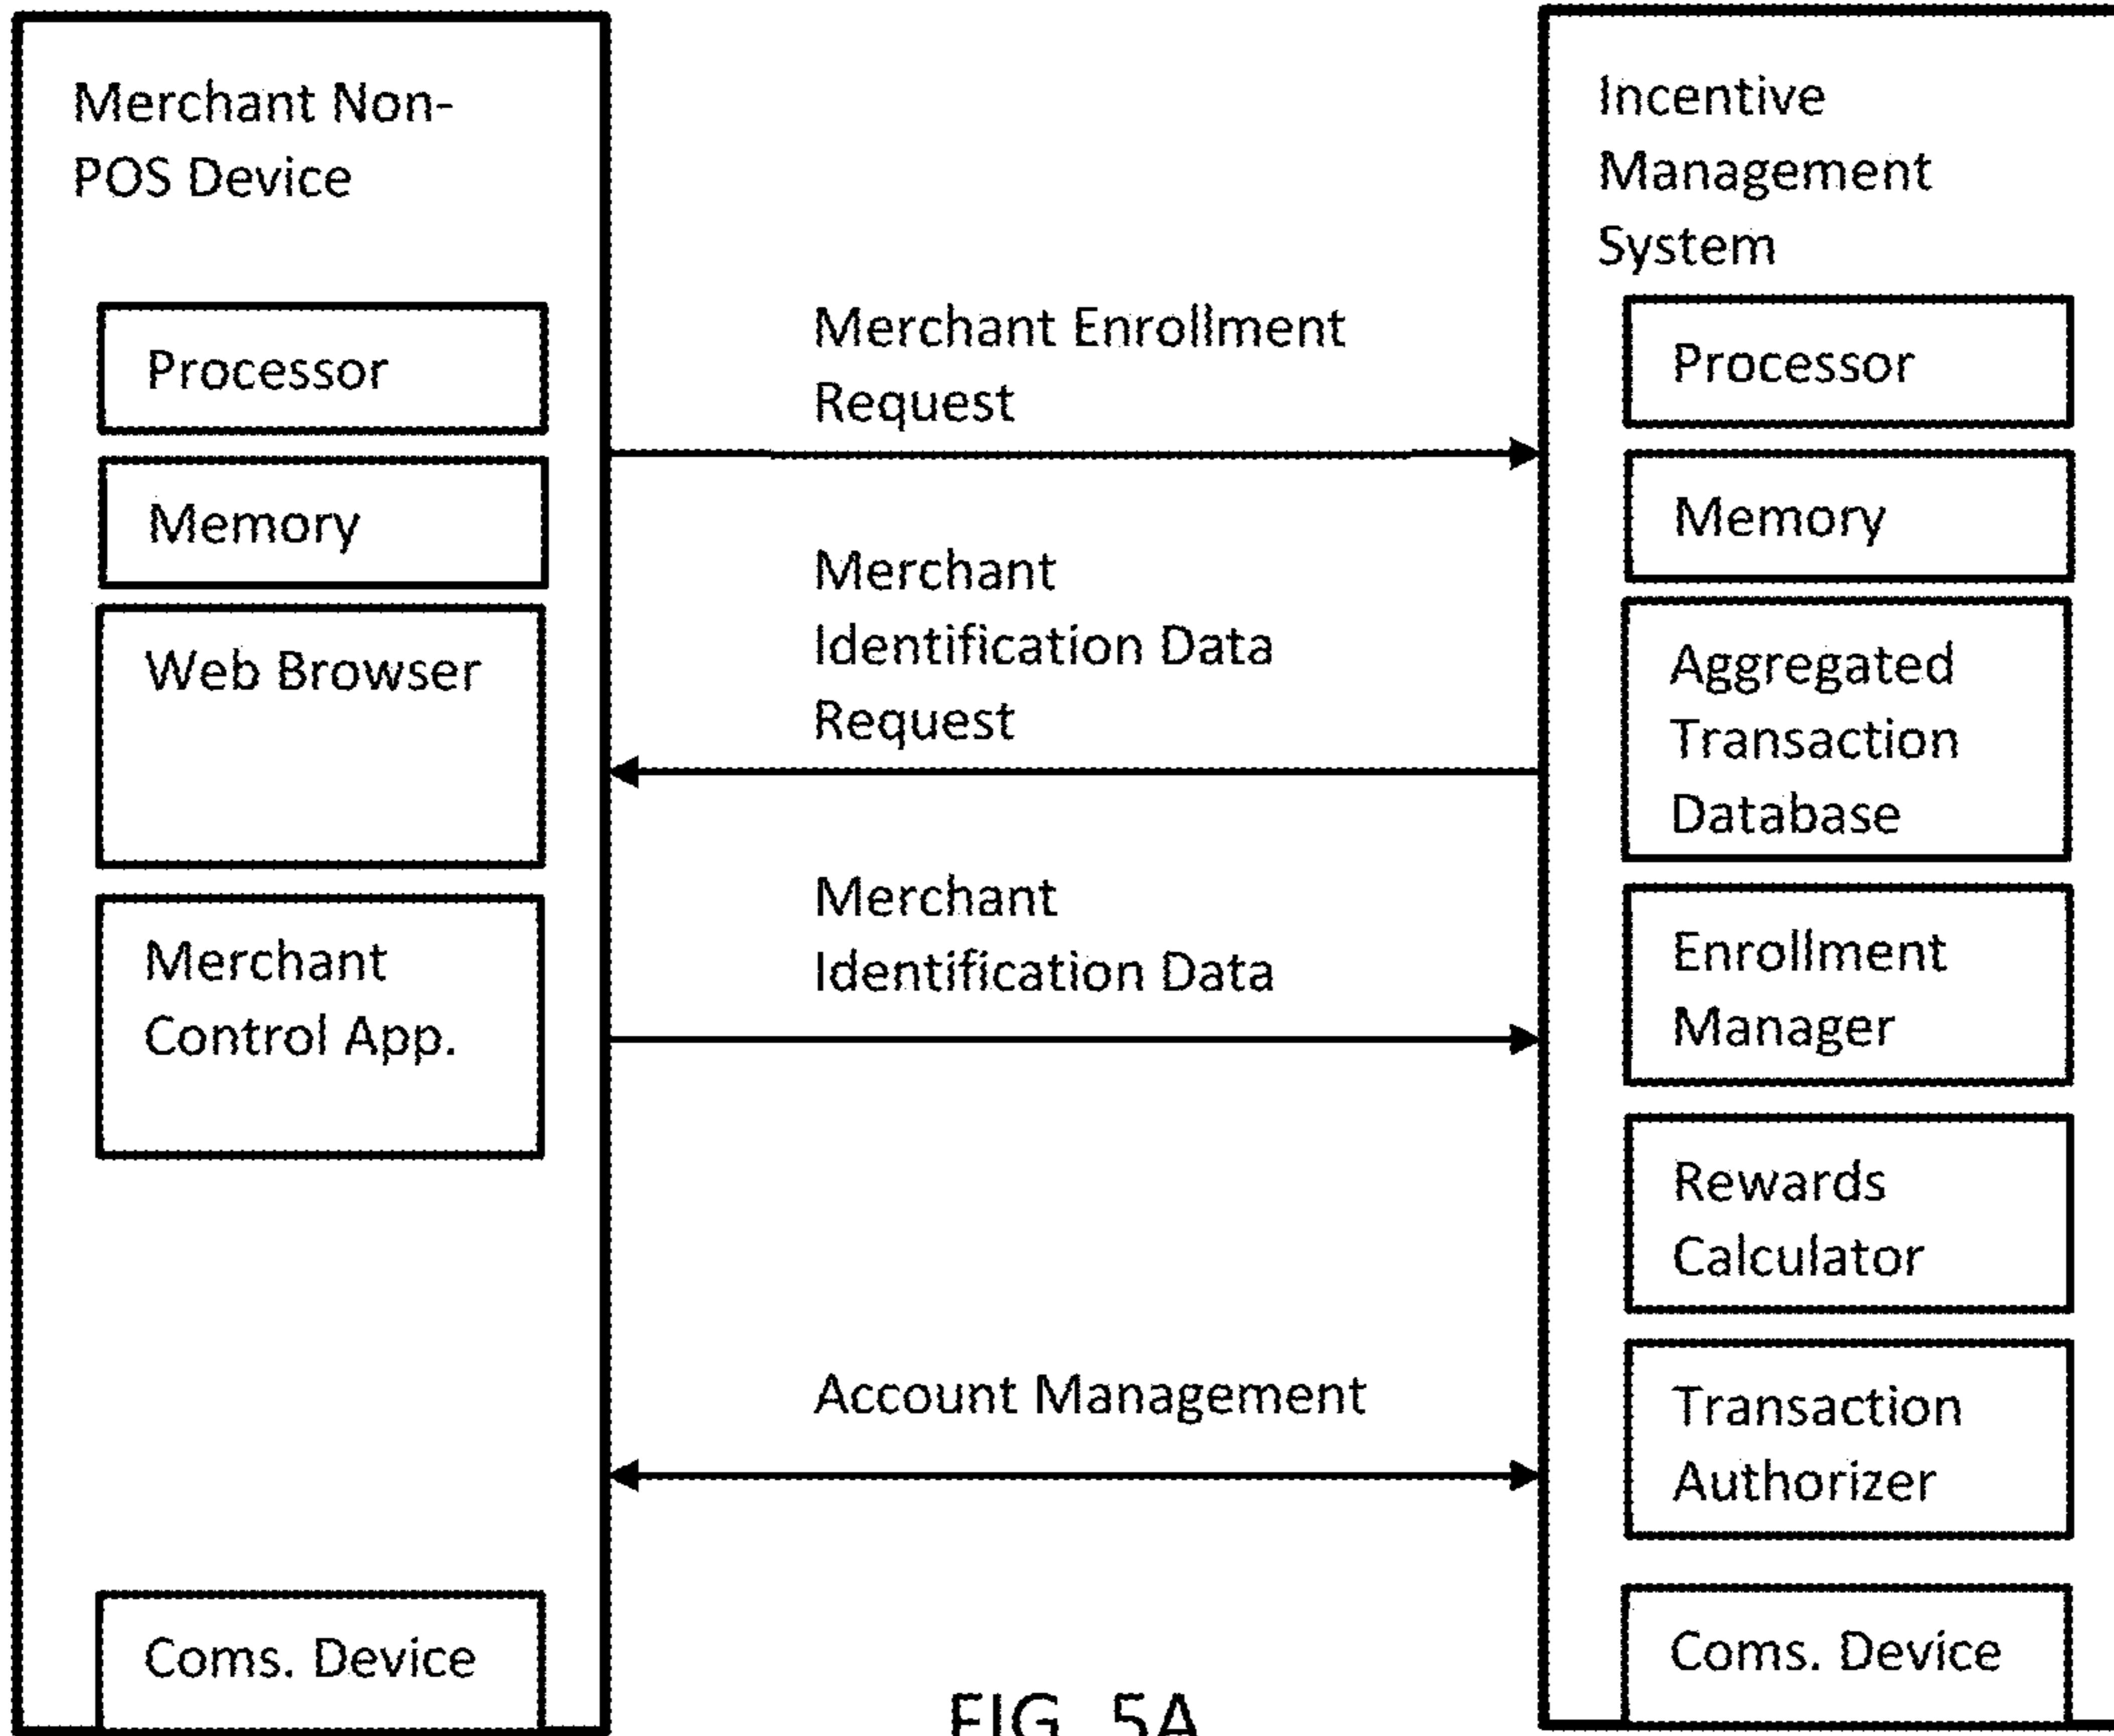 Merchant Non-
POS Device
Processor
Memory
Web Browser
Merchant
Control App.
Coms. Device
Merchant Enrollment
Request
Merchant
Identification Data
Request
Merchant
Identification Data
Account Management
Incentive
Management
System
Processor
Memory
Aggregated
Transaction
Database
Enrollment
Manager
Rewards
Calculator
Transaction
Authorizer
Coms. Device
FIG. 5A